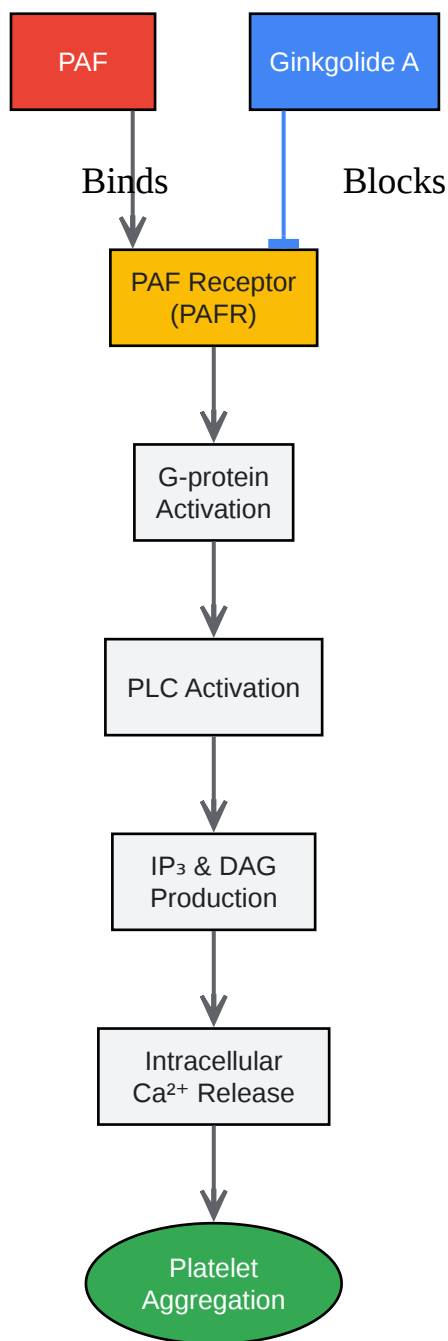 PAF
Ginkgolide A
Binds
Blocks
PAF Receptor
(PAFR)
G-protein
Activation
PLC Activation
IP₃ & DAG
Production
Intracellular
Ca²⁺ Release
Platelet
Aggregation